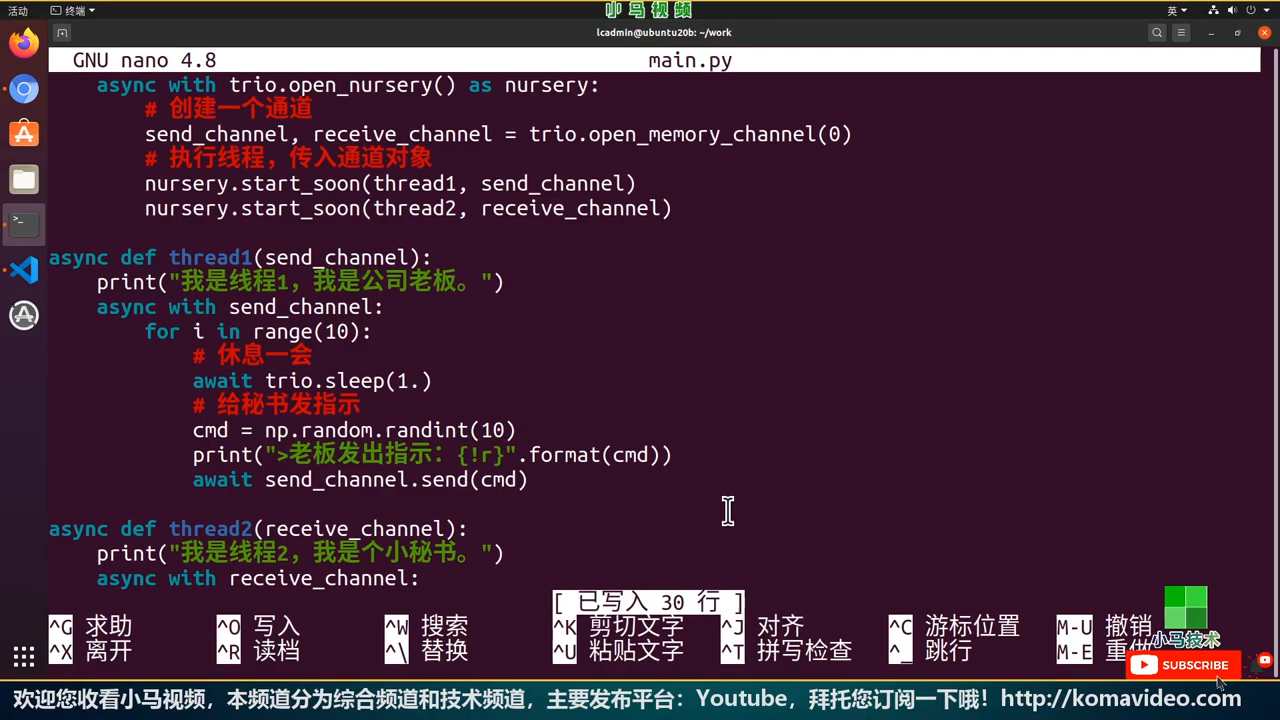 小马视频
活动 终端 英
lcadmin@ubuntu20b: ~/work
GNU nano 4.8 main.py
async with trio.open_nursery() as nursery:
# 创建一个通道
send_channel, receive_channel = trio.open_memory_channel(0)
# 执行线程，传入通道对象
nursery.start_soon(thread1, send_channel)
nursery.start_soon(thread2, receive_channel)
async def thread1(send_channel):
print("我是线程1，我是公司老板。")
async with send_channel:
for i in range(10):
# 休息一会
await trio.sleep(1.)
# 给秘书发指示
cmd = np.random.randint(10)
print(">老板发出指示：{!r}".format(cmd))
await send_channel.send(cmd)
async def thread2(receive_channel):
print("我是线程2，我是个小秘书。")
async with receive_channel:
[ 已写入 30 行 ]
^G 求助 ^O 写入 ^W 搜索 ^K 剪切文字 ^J 对齐 ^C 游标位置 M-U 撤销
^X 离开 ^R 读档 ^\ 替换 ^U 粘贴文字 ^T 拼写检查 ^_ 跳行 M-E 重做
小马技术
SUBSCRIBE
欢迎您收看小马视频，本频道分为综合频道和技术频道，主要发布平台：Youtube，拜托您订阅一下哦！http://komavideo.com